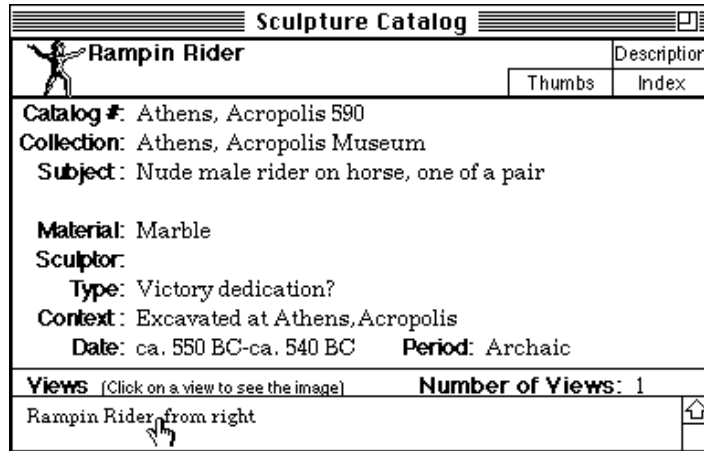 Sculpture Catalog
Rampin Rider
Description
Thumbs Index
Catalog #: Athens, Acropolis 590
Collection: Athens, Acropolis Museum
Subject: Nude male rider on horse, one of a pair
Material: Marble
Sculptor:
Type: Victory dedication?
Context: Excavated at Athens, Acropolis
Date: ca. 550 BC-ca. 540 BC Period: Archaic
Views (Click on a view to see the image) Number of Views: 1
Rampin Rider, from right